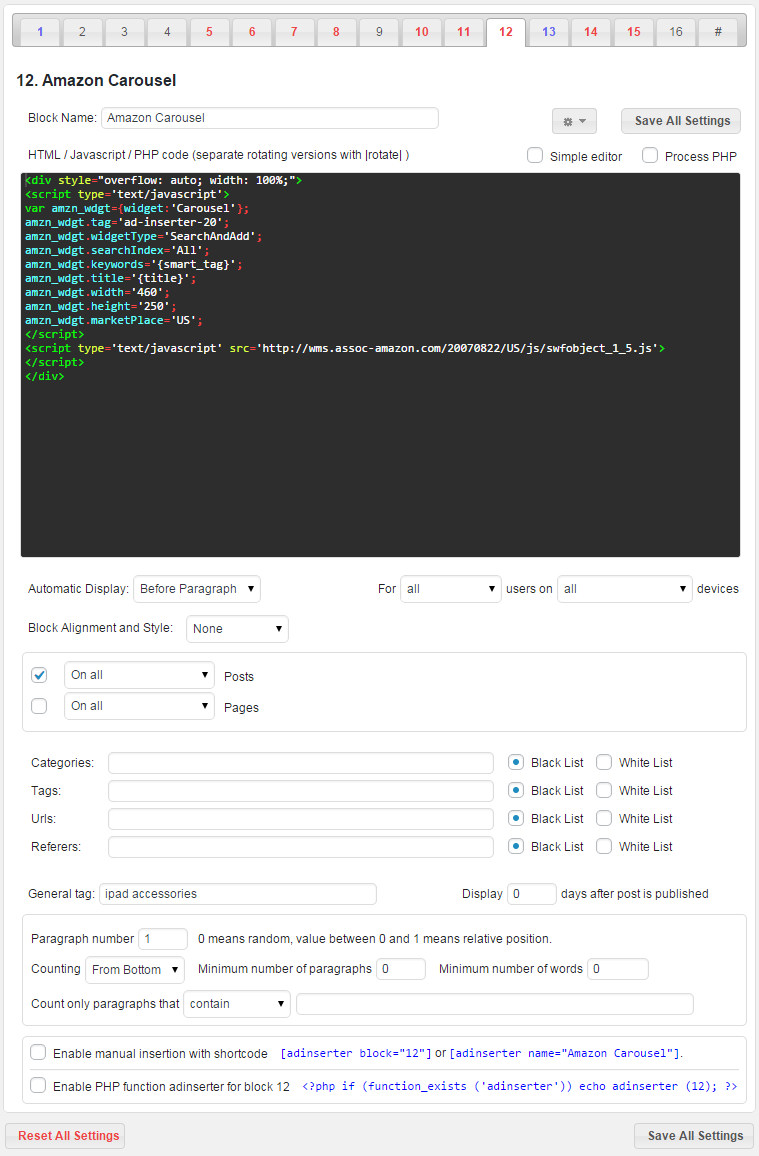 1 2 3 4 5 6 7 8 9 10 11 12 13 14 15 16 #
12. Amazon Carousel
Block Name: Amazon Carousel Save All Settings
HTML / Javascript / PHP code (separate rotating versions with |rotate| ) Simple editor Process PHP
<div style="overflow: auto; width: 100%;">
<script type='text/javascript'>
var amzn_wdgt={widget:'Carousel'};
amzn_wdgt.tag='ad-inserter-20';
amzn_wdgt.widgetType='SearchAndAdd';
amzn_wdgt.searchIndex='All';
amzn_wdgt.keywords='{smart_tag}';
amzn_wdgt.title='{title}';
amzn_wdgt.width='460';
amzn_wdgt.height='250';
amzn_wdgt.marketPlace='US';
</script>
<script type='text/javascript' src='http://wms.assoc-amazon.com/20070822/US/js/swfobject_1_5.js'>
</script>
</div>
Automatic Display: Before Paragraph For all users on all devices
Block Alignment and Style: None
On all Posts
On all Pages
Categories: Black List White List
Tags: Black List White List
Urls: Black List White List
Referers: Black List White List
General tag: ipad accessories Display 0 days after post is published
Paragraph number 1 0 means random, value between 0 and 1 means relative position.
Counting From Bottom Minimum number of paragraphs 0 Minimum number of words 0
Count only paragraphs that contain
Enable manual insertion with shortcode [adinserter block="12"] or [adinserter name="Amazon Carousel"].
Enable PHP function adinserter for block 12 <?php if (function_exists ('adinserter')) echo adinserter (12); ?>
Reset All Settings Save All Settings